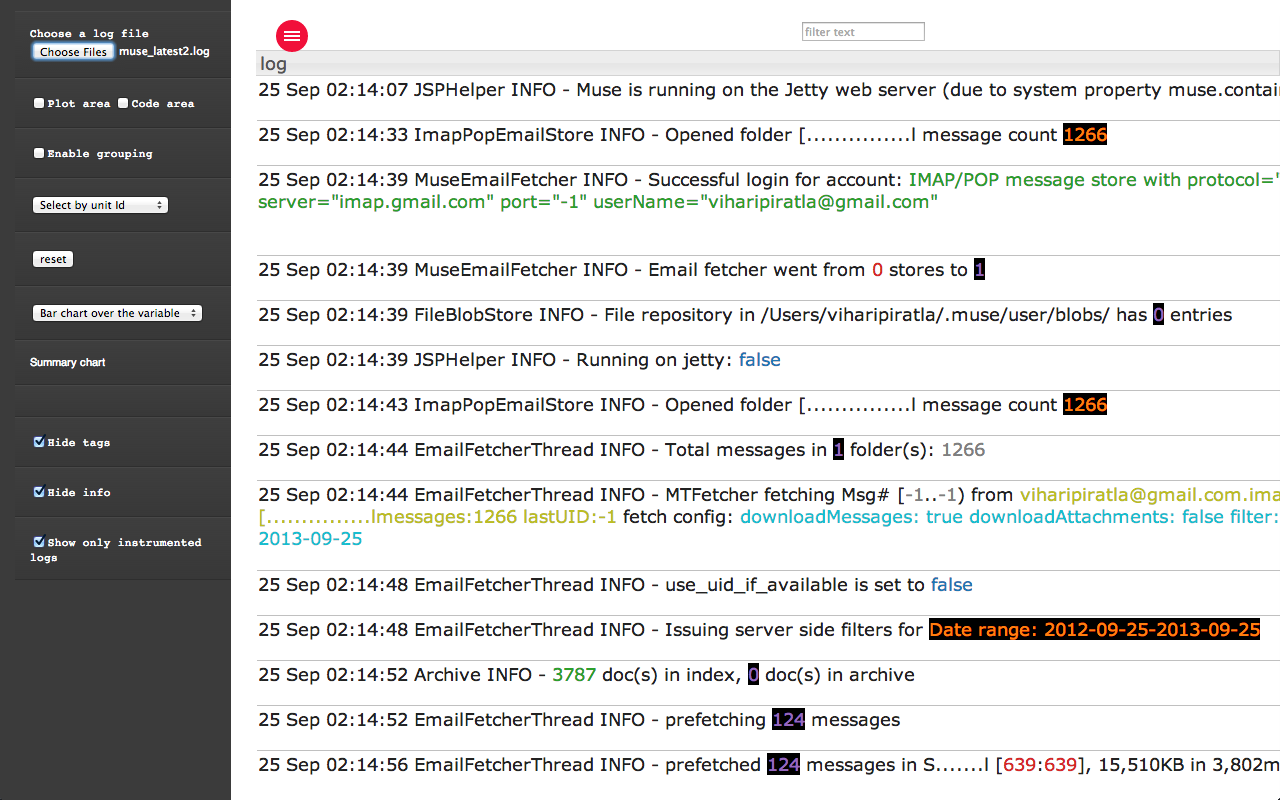 Choose a log file
Choose Files muse_latest2.log
Plot area Code area
Enable grouping
Select by unit Id
reset
Bar chart over the variable
Summary chart
Hide tags
Hide info
Show only instrumented
logs
filter text
log
25 Sep 02:14:07 JSPHelper INFO - Muse is running on the Jetty web server (due to system property muse.contain
25 Sep 02:14:33 ImapPopEmailStore INFO - Opened folder [...............l message count 1266
25 Sep 02:14:39 MuseEmailFetcher INFO - Successful login for account: IMAP/POP message store with protocol="
server="imap.gmail.com" port="-1" userName="viharipiratla@gmail.com"
25 Sep 02:14:39 MuseEmailFetcher INFO - Email fetcher went from 0 stores to 1
25 Sep 02:14:39 FileBlobStore INFO - File repository in /Users/viharipiratla/.muse/user/blobs/ has 0 entries
25 Sep 02:14:39 JSPHelper INFO - Running on jetty: false
25 Sep 02:14:43 ImapPopEmailStore INFO - Opened folder [...............l message count 1266
25 Sep 02:14:44 EmailFetcherThread INFO - Total messages in 1 folder(s): 1266
25 Sep 02:14:44 EmailFetcherThread INFO - MTFetcher fetching Msg# [-1..-1) from viharipiratla@gmail.com.ima
[...............lmessages:1266 lastUID:-1 fetch config: downloadMessages: true downloadAttachments: false filter:
2013-09-25
25 Sep 02:14:48 EmailFetcherThread INFO - use_uid_if_available is set to false
25 Sep 02:14:48 EmailFetcherThread INFO - Issuing server side filters for Date range: 2012-09-25-2013-09-25
25 Sep 02:14:52 Archive INFO - 3787 doc(s) in index, 0 doc(s) in archive
25 Sep 02:14:52 EmailFetcherThread INFO - prefetching 124 messages
25 Sep 02:14:56 EmailFetcherThread INFO - prefetched 124 messages in S.......l [639:639], 15,510KB in 3,802m